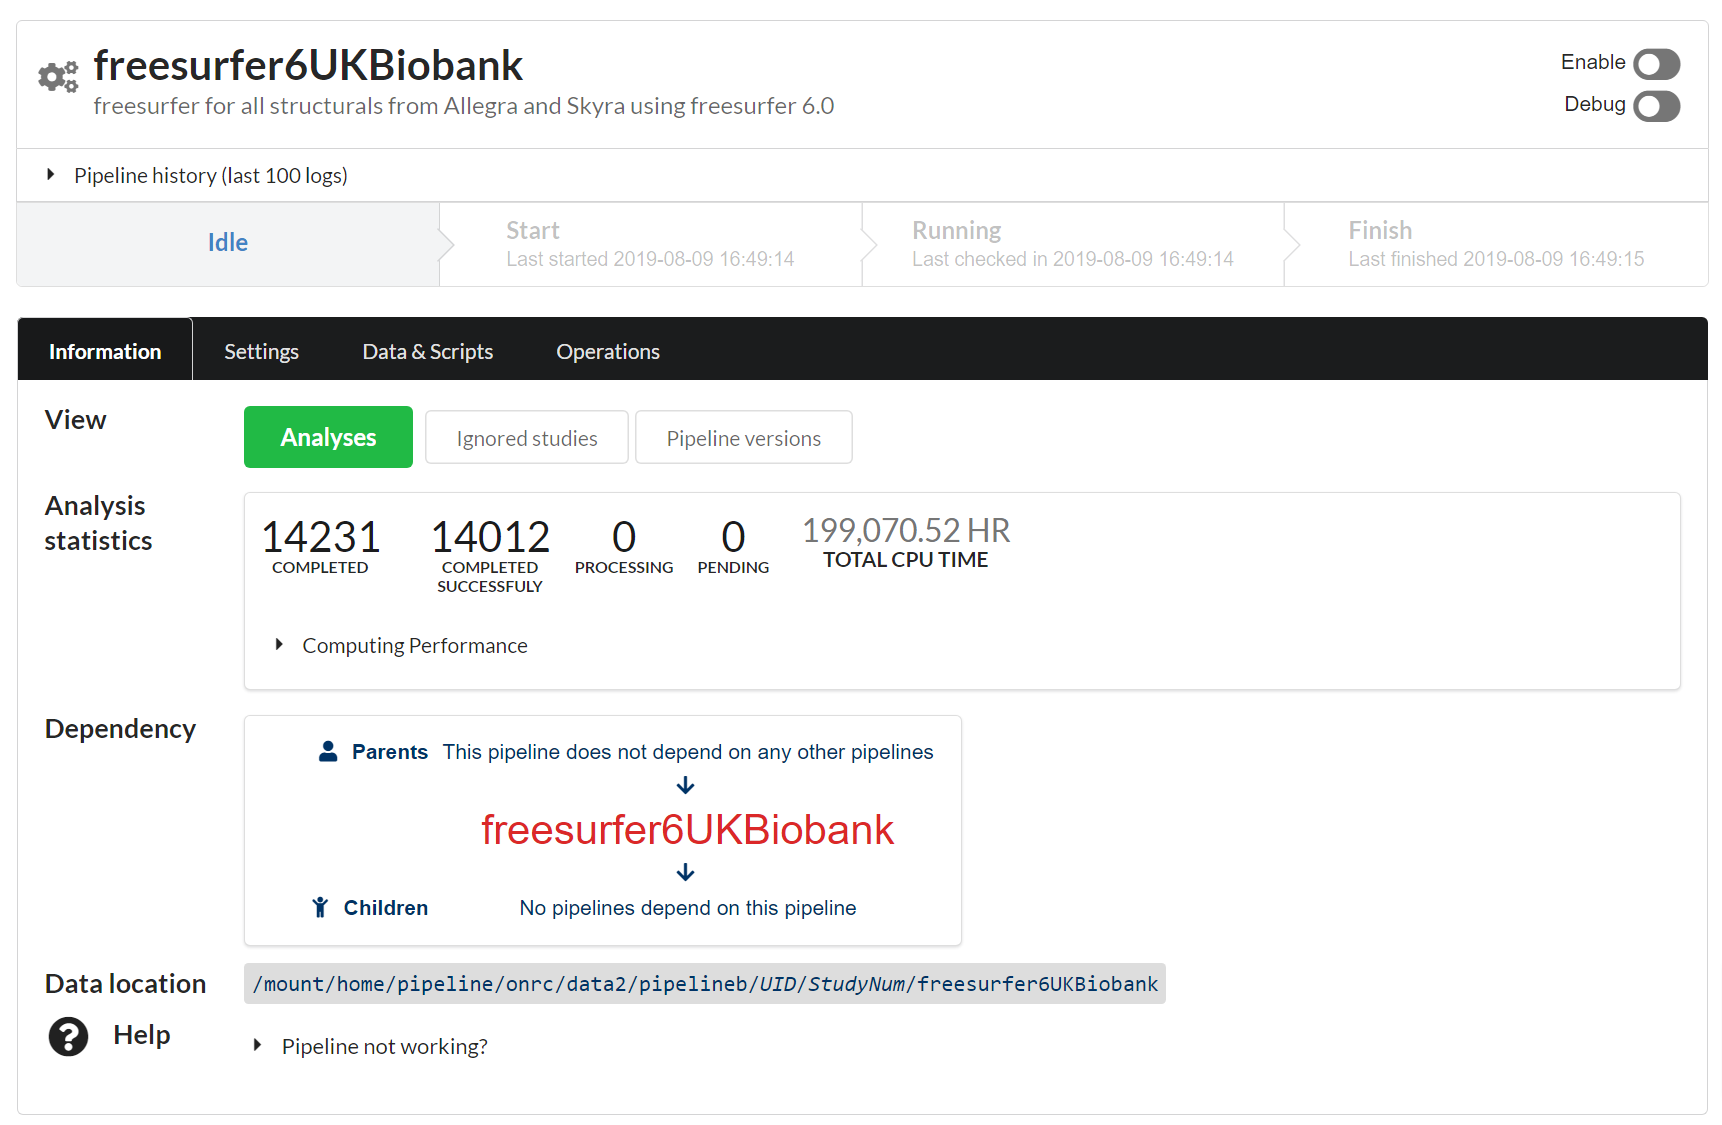 freesurfer6UKBiobank
freesurfer for all structurals from Allegra and Skyra using freesurfer 6.0
Enable
Debug
Pipeline history (last 100 logs)
Idle
Start
Last started 2019-08-09 16:49:14
Running
Last checked in 2019-08-09 16:49:14
Finish
Last finished 2019-08-09 16:49:15
Information Settings Data & Scripts Operations
View
Analyses Ignored studies Pipeline versions
Analysis
statistics
14231
COMPLETED
14012
COMPLETED
SUCCESSFULY
0
PROCESSING
0
PENDING
199,070.52 HR
TOTAL CPU TIME
Computing Performance
Dependency
Parents This pipeline does not depend on any other pipelines
freesurfer6UKBiobank
Children No pipelines depend on this pipeline
Data location /mount/home/pipeline/onrc/data2/pipelineb/UID/StudyNum/freesurfer6UKBiobank
? Help
Pipeline not working?